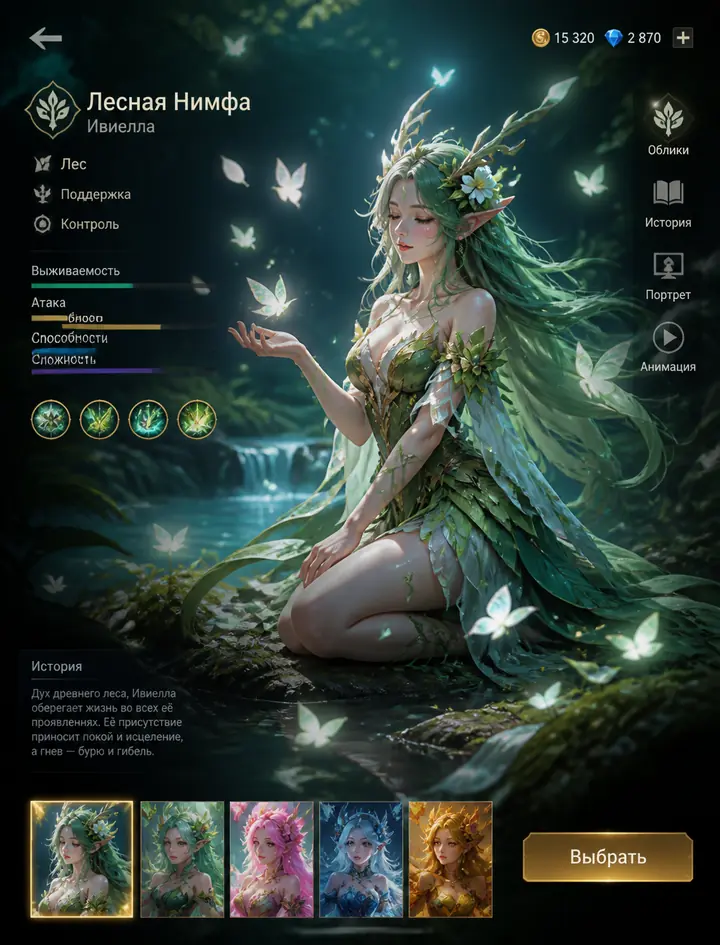 15 320
2 870
Лесная Нимфа
Ивиелла
Лес
Поддержка
Контроль
Облики
История
Портрет
Анимация
Выживаемость
Атака
Способности
Сложность
История
Дух древнего леса, Ивиелла
оберегает жизнь во всех её
проявленнях. Её присутствие
приносит покой и исцеление,
а гнев — бурю и гибель.
Выбрать